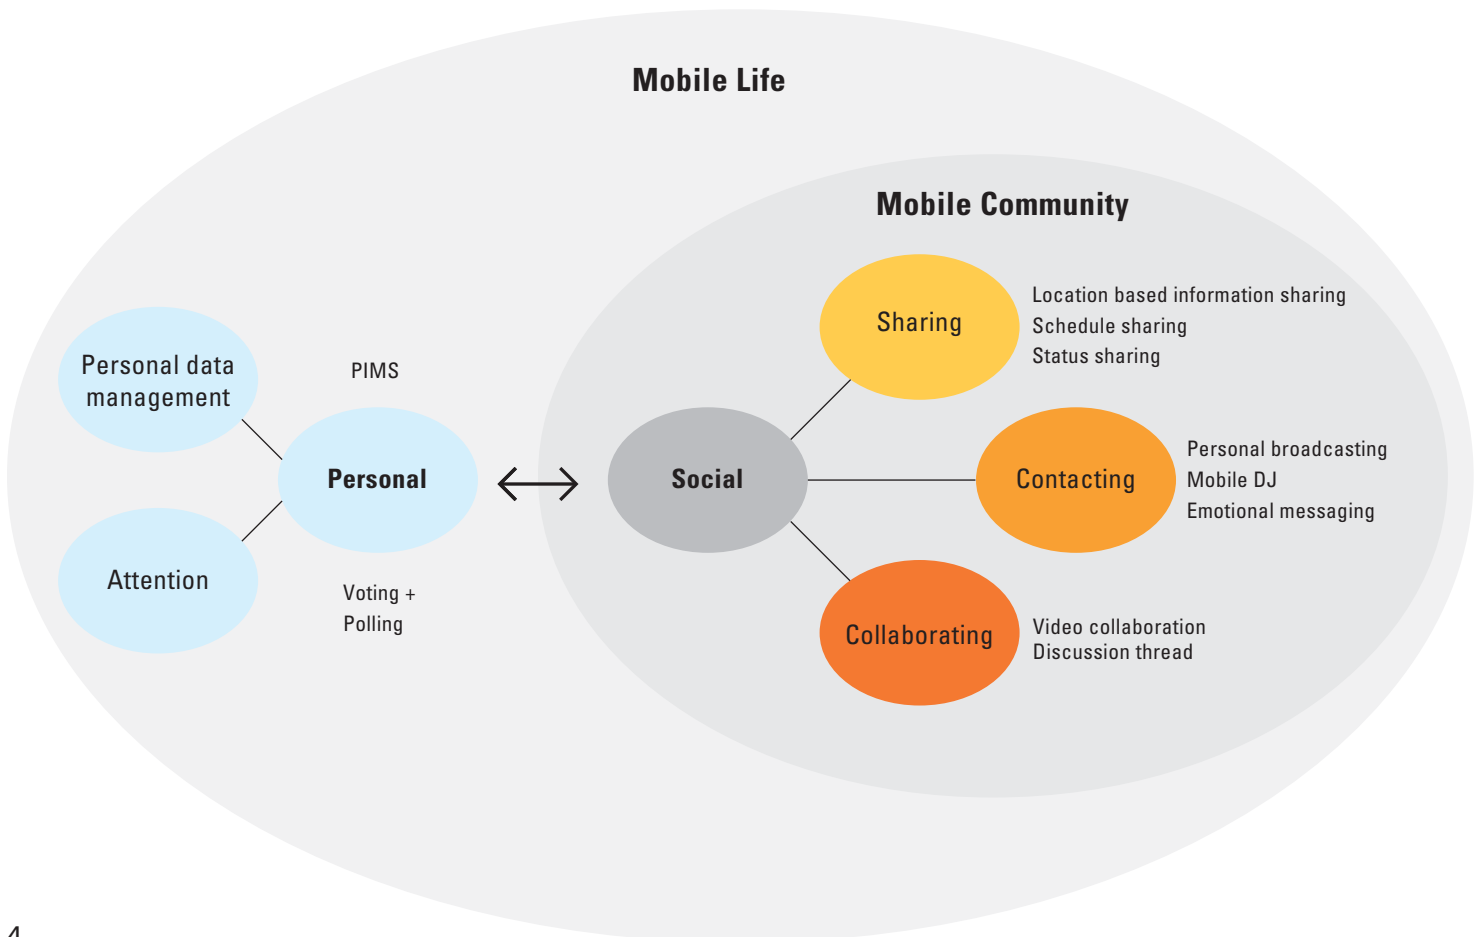 Mobile Life
Mobile Community
Personal data
management
Attention
PIMS
Personal
Voting +
Polling
Social
Sharing
Location based information sharing
Schedule sharing
Status sharing
Contacting
Personal broadcasting
Mobile DJ
Emotional messaging
Collaborating
Video collaboration
Discussion thread
4